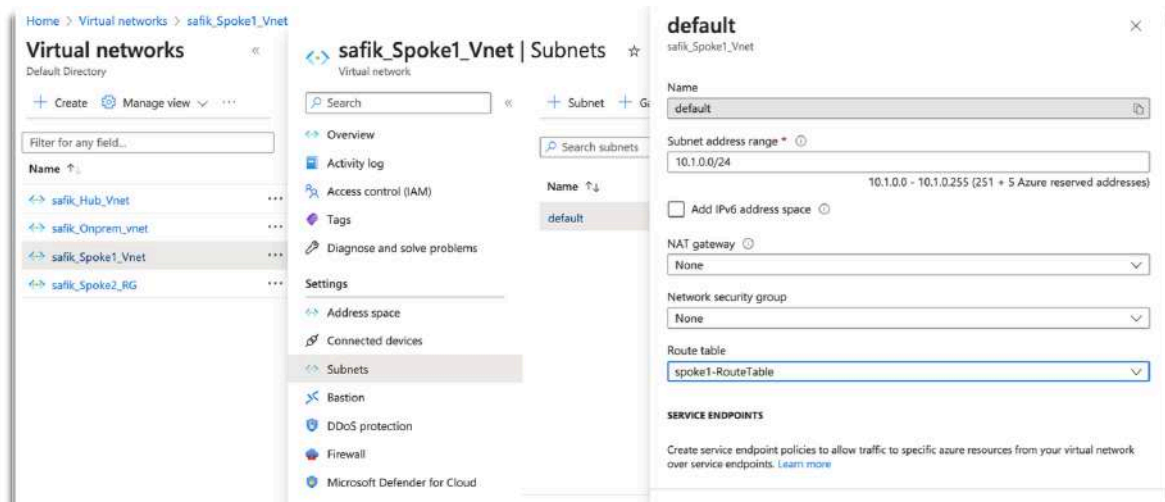 Home > Virtual networks > safik_Spoke1_Vnet
Virtual networks
Default Directory
+ Create Manage view ...
Filter for any field...
Name ↑↓
safik_Hub_Vnet ...
safik_Onprem_vnet ...
safik_Spoke1_Vnet ...
safik_Spoke2_RG ...
safik_Spoke1_Vnet | Subnets
Virtual network
Search
Overview
Activity log
Access control (IAM)
Tags
Diagnose and solve problems
Settings
Address space
Connected devices
Subnets
Bastion
DDoS protection
Firewall
Microsoft Defender for Cloud
+ Subnet + Ga
Search subnets
Name ↑↓
default
default
safik_Spoke1_Vnet
Name
default
Subnet address range *
10.1.0.0/24
10.1.0.0 - 10.1.0.255 (251 + 5 Azure reserved addresses)
Add IPv6 address space
NAT gateway
None
Network security group
None
Route table
spoke1-RouteTable
SERVICE ENDPOINTS
Create service endpoint policies to allow traffic to specific azure resources from your virtual network
over service endpoints. Learn more